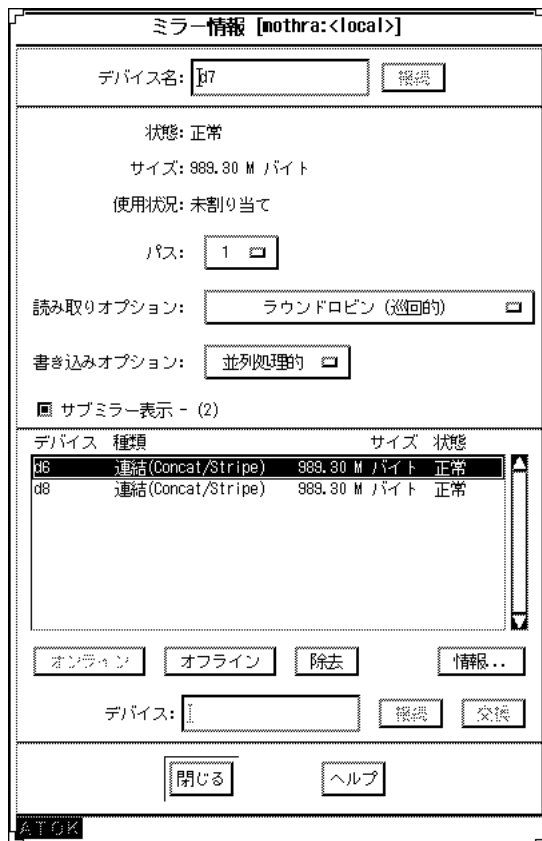 ミラー情報 [mothra:<local>]
デバイス名: d7 接続
状態: 正常
サイズ: 989.30 M バイト
使用状況: 未割り当て
パス: 1
読み取りオプション: ラウンドロビン (巡回的)
書き込みオプション: 並列処理的
サブミラー表示 - (2)
デバイス 種類 サイズ 状態
d6 連結(Concat/Stripe) 989.30 M バイト 正常
d8 連結(Concat/Stripe) 989.30 M バイト 正常
オンライン オフライン 除去 情報..
デバイス: 接続 交換
閉じる ヘルプ
ATOK